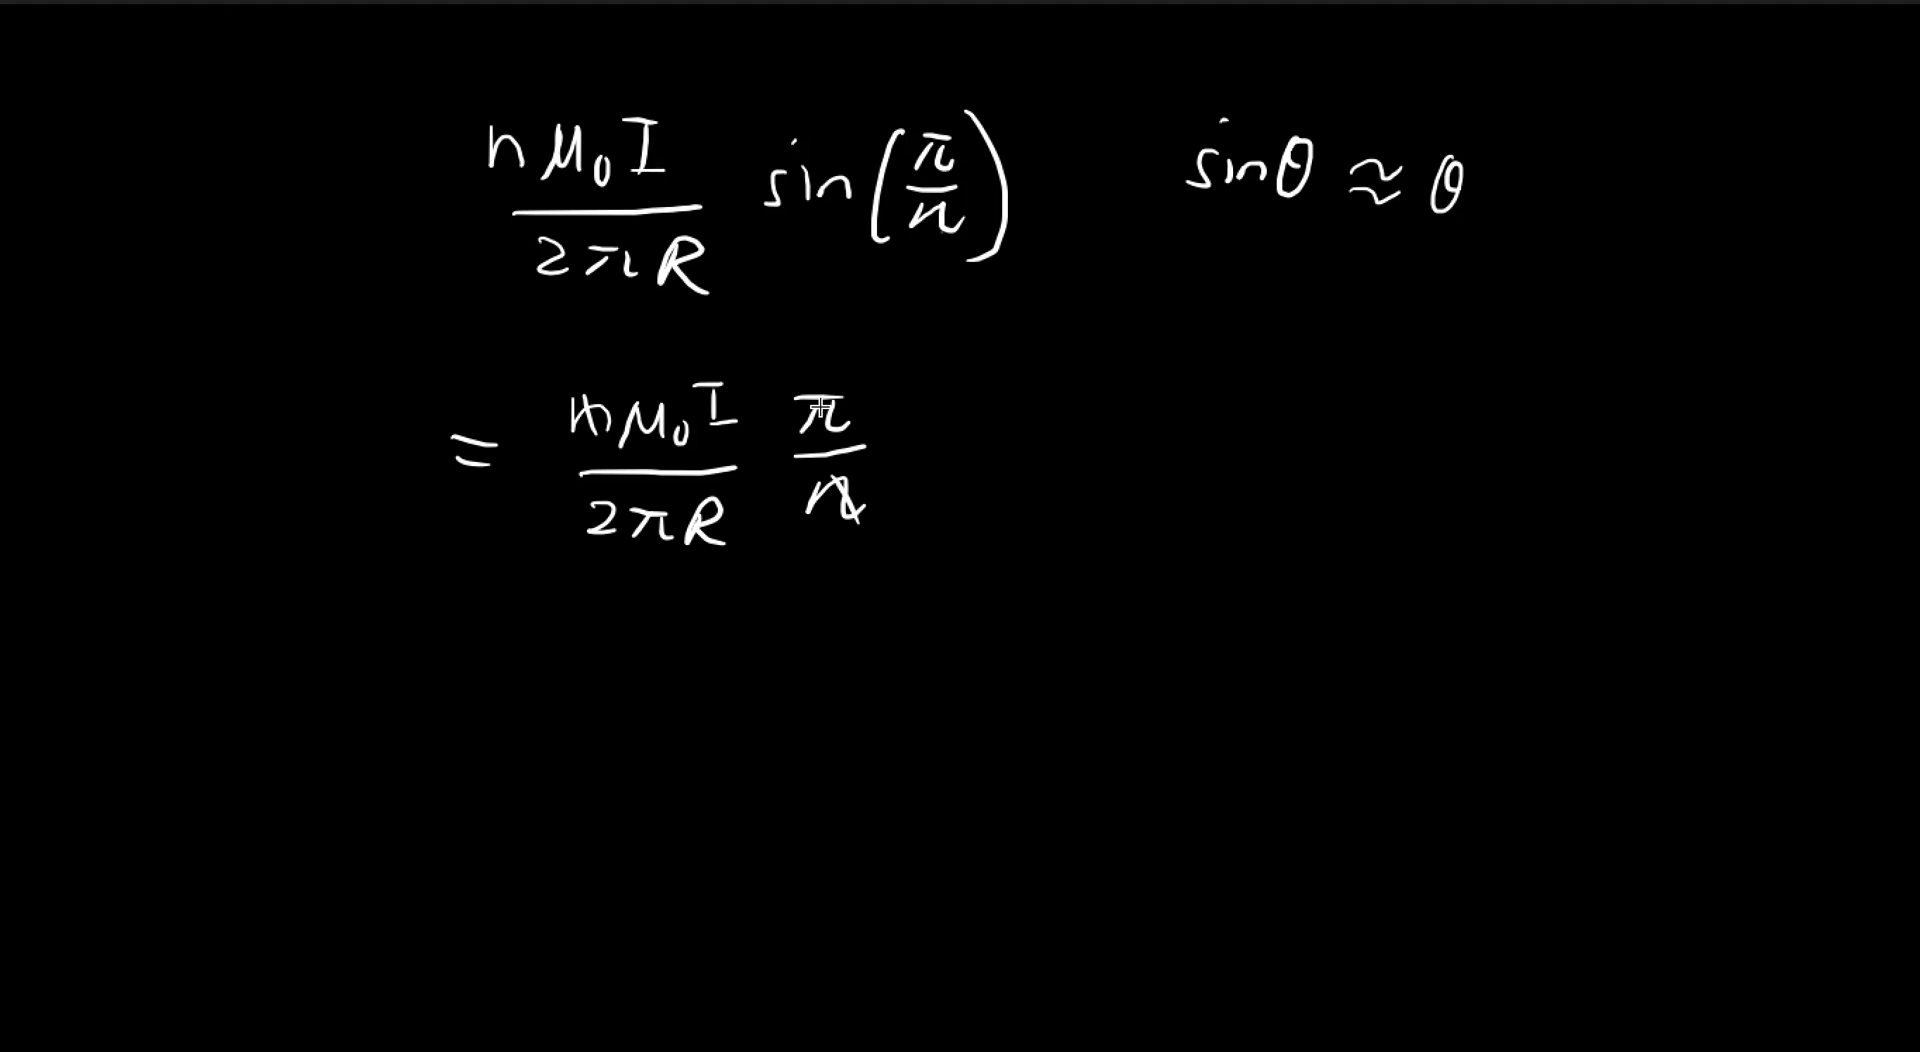 nμ₀I/2πR sin(π/n) sinθ ≈ θ
= nμ₀I/2πR π/n